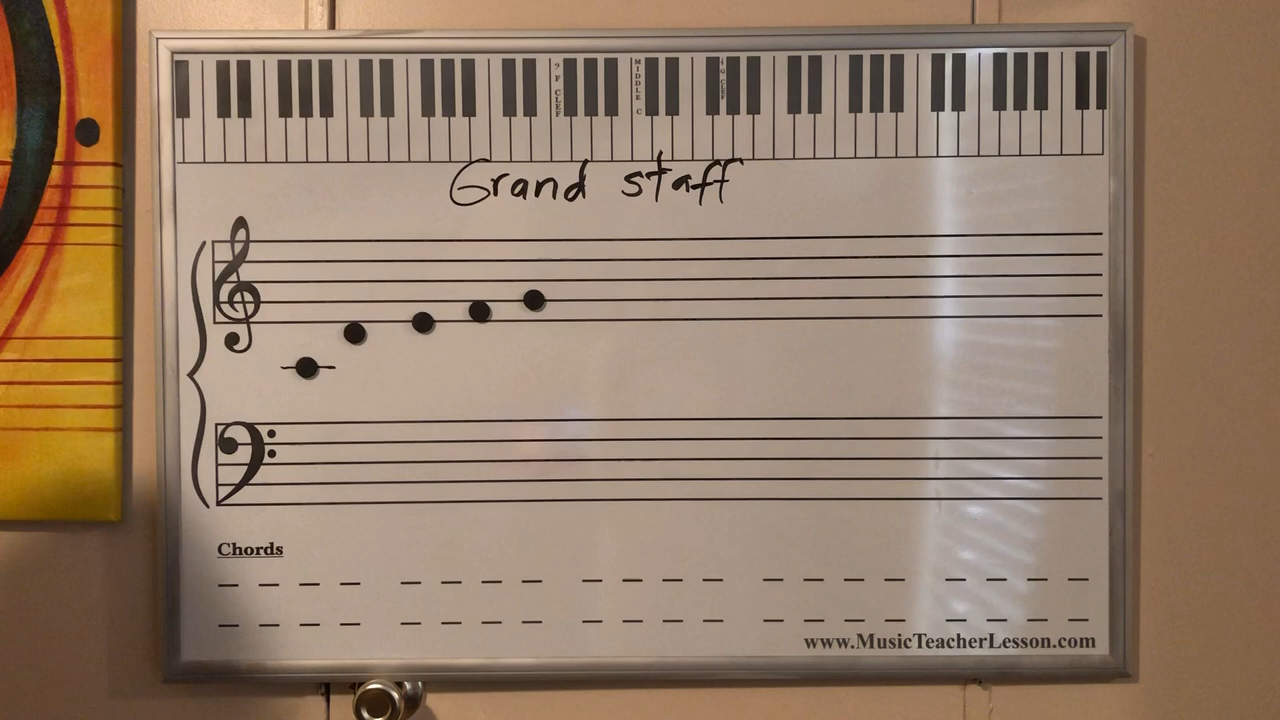 𝄢 F CLEF
MIDDLE C
𝄞 G CLEF
Grand staff
Chords
www.MusicTeacherLesson.com